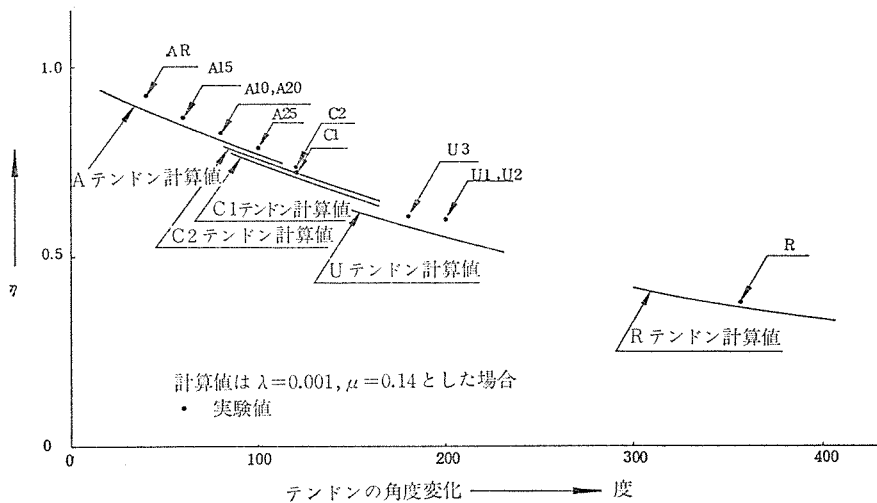 AR
1.0
A15
A10,A20
A25
C2
C1
U3
U1,U2
Aテンドン計算値
C1テンドン計算値
C2テンドン計算値
Uテンドン計算値
0.5
η
R
Rテンドン計算値
計算値は λ=0.001, μ=0.14とした場合
• 実験値
0
0
100
200
300
400
テンドンの角度変化 → 度